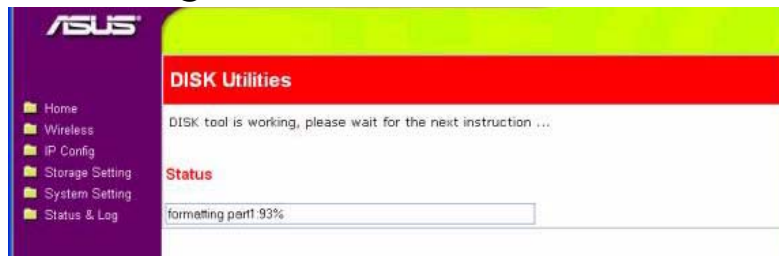 ASUS
DISK Utilities
DISK tool is working, please wait for the next instruction ...
Home
Wireless
IP Config
Storage Setting
System Setting
Status & Log
Status
formatting part1:93%